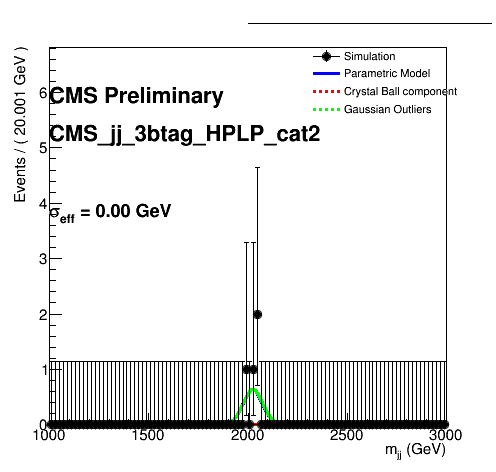 Simulation
Parametric Model
Crystal Ball component
Gaussian Outliers
CMS Preliminary
CMS_jj_3btag_HPLP_cat2
σeff = 0.00 GeV
Events / ( 20.001 GeV )
6
5
4
3
2
1
0
1000 1500 2000 2500 3000
mjj (GeV)